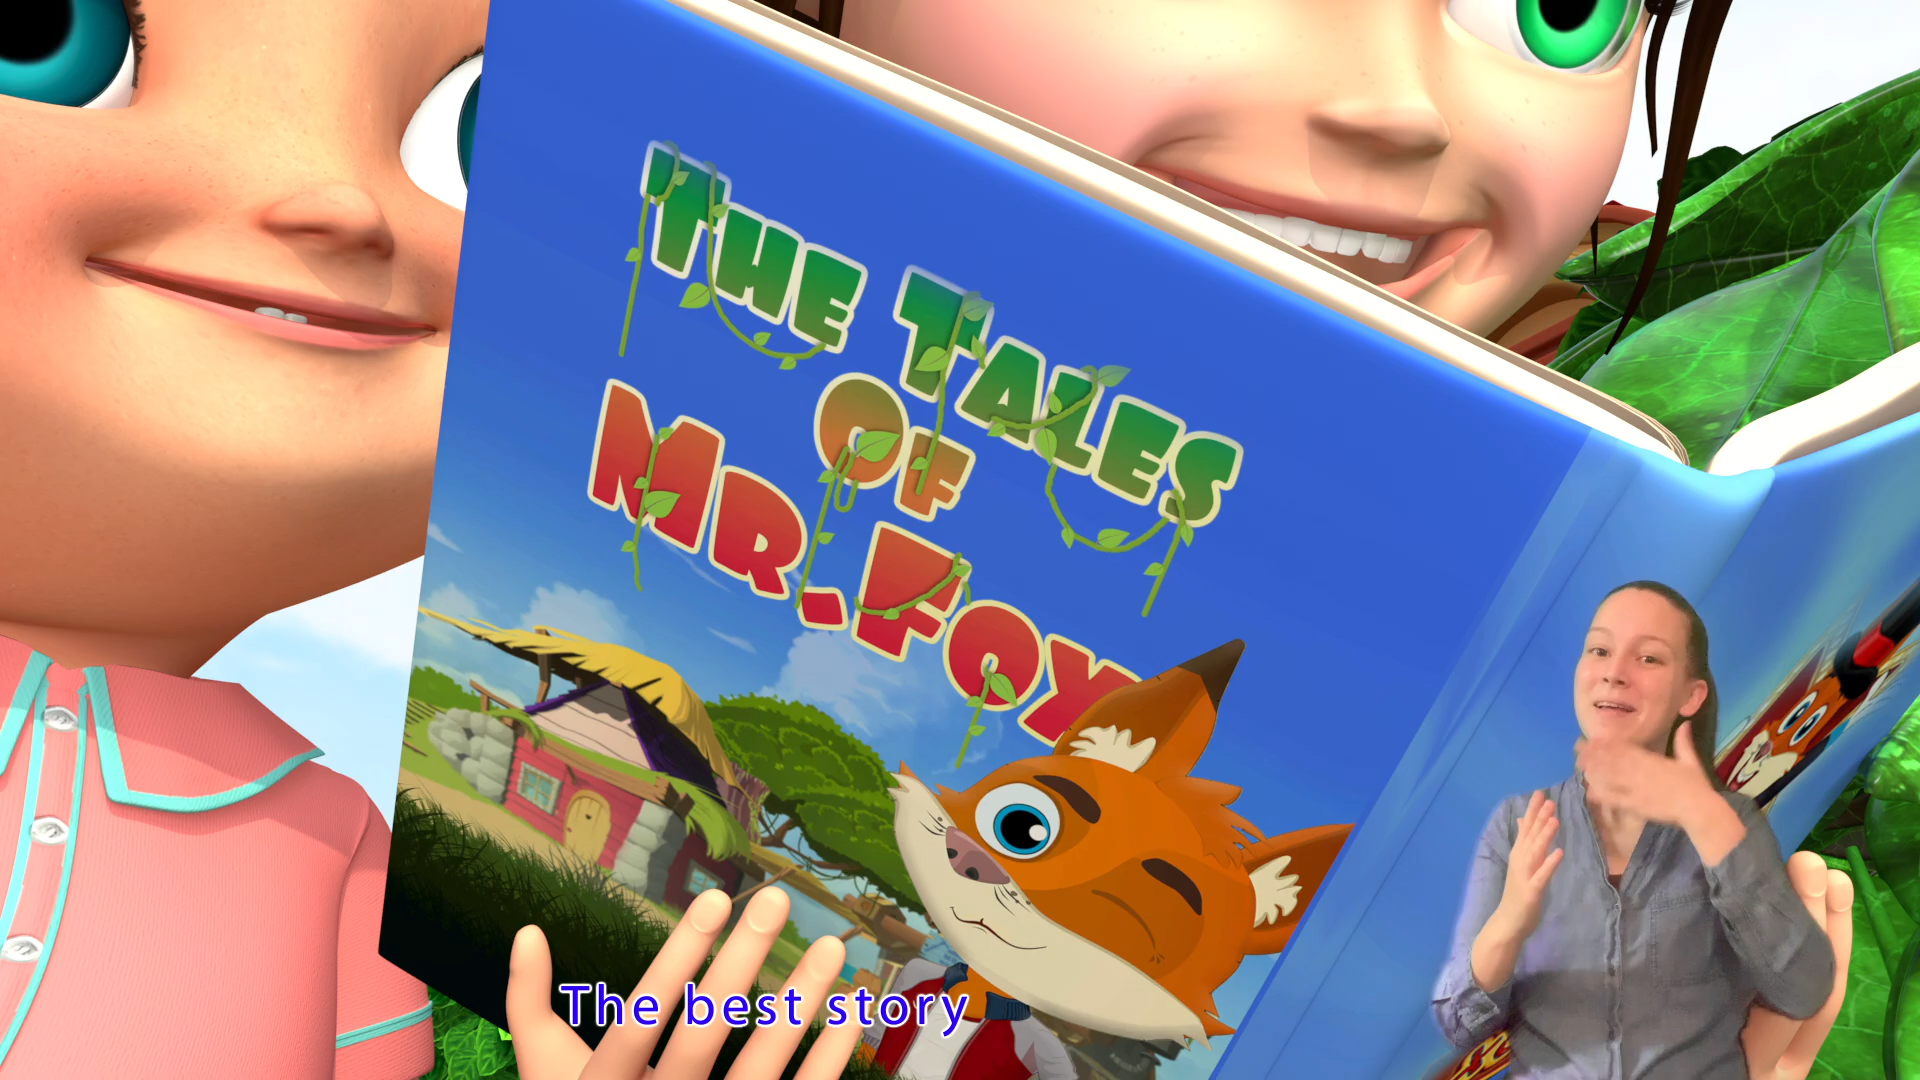 The Tales
Of
Mr. Fox
The best story